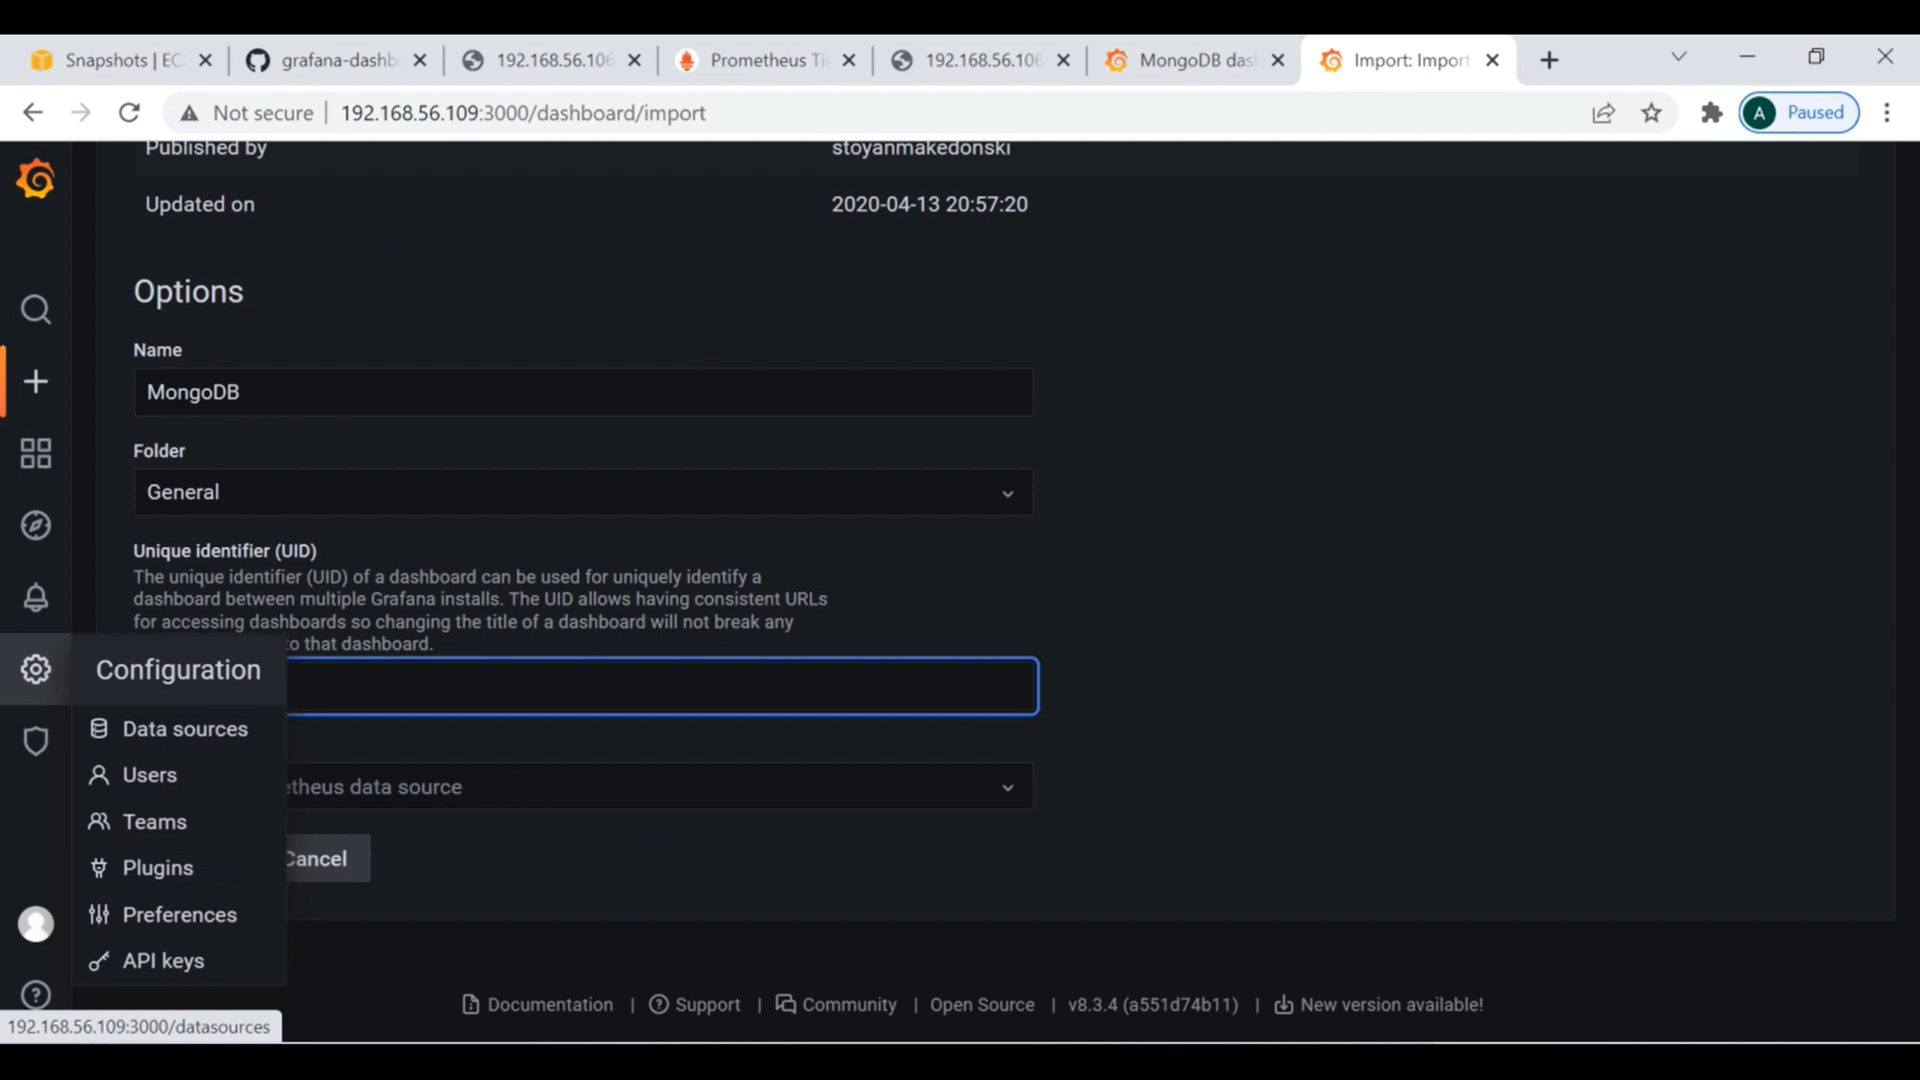 Snapshots | EC
grafana-dashb
192.168.56.106
Prometheus Ti
192.168.56.106
MongoDB das
Import: Import
Not secure
192.168.56.109:3000/dashboard/import
A
Paused
Published by
stoyanmakedonski
Updated on
2020-04-13 20:57:20
Options
Name
MongoDB
Folder
General
Unique identifier (UID)
The unique identifier (UID) of a dashboard can be used for uniquely identify a
dashboard between multiple Grafana installs. The UID allows having consistent URLs
for accessing dashboards so changing the title of a dashboard will not break any
to that dashboard.
Configuration
Data sources
Users
etheus data source
Teams
Cancel
Plugins
Preferences
API keys
Documentation | Support | Community | Open Source | v8.3.4 (a551d74b11) | New version available!
192.168.56.109:3000/datasources